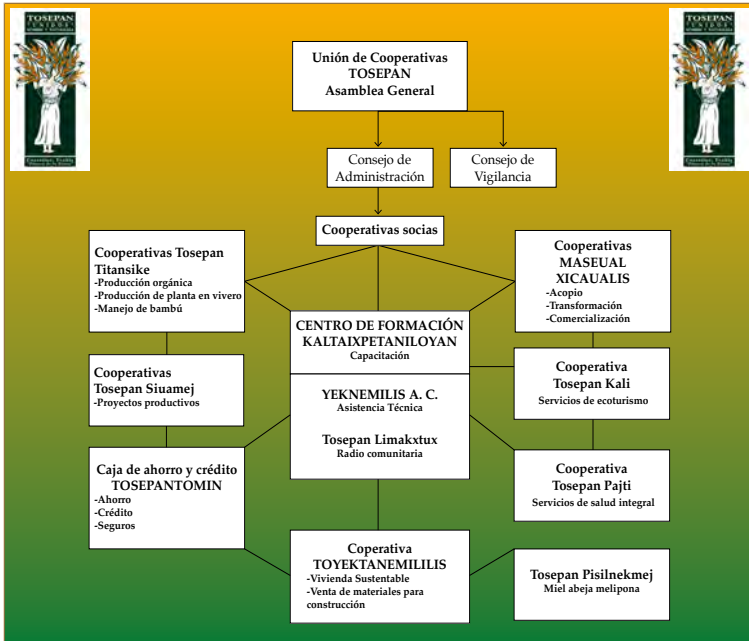 TOSEPAN
UNIDOS
TOSEPAN
UNIDOS
Unión de Cooperativas
TOSEPAN
Asamblea General
Consejo de
Administración
Consejo de
Vigilancia
Cooperativas socias
Cooperativas Tosepan
Titansike
-Producción orgánica
-Producción de planta en vivero
-Manejo de bambú
Cooperativas
MASEUAL
XICAUALIS
-Acopio
-Transformación
-Comercialización
CENTRO DE FORMACIÓN
KALTAIXPETANILOYAN
Capacitación
Cooperativas
Tosepan Siuamej
-Proyectos productivos
Cooperativa
Tosepan Kali
Servicios de ecoturismo
YEKNEMILIS A. C.
Asistencia Técnica
Tosepan Limakxtux
Radio comunitaria
Caja de ahorro y crédito
TOSEPANTOMIN
-Ahorro
-Crédito
-Seguros
Cooperativa
Tosepan Pajti
Servicios de salud integral
Coperativa
TOYEKTANEMILILIS
-Vivienda Sustentable
-Venta de materiales para
construcción
Tosepan Pisilnekmej
Miel abeja melipona